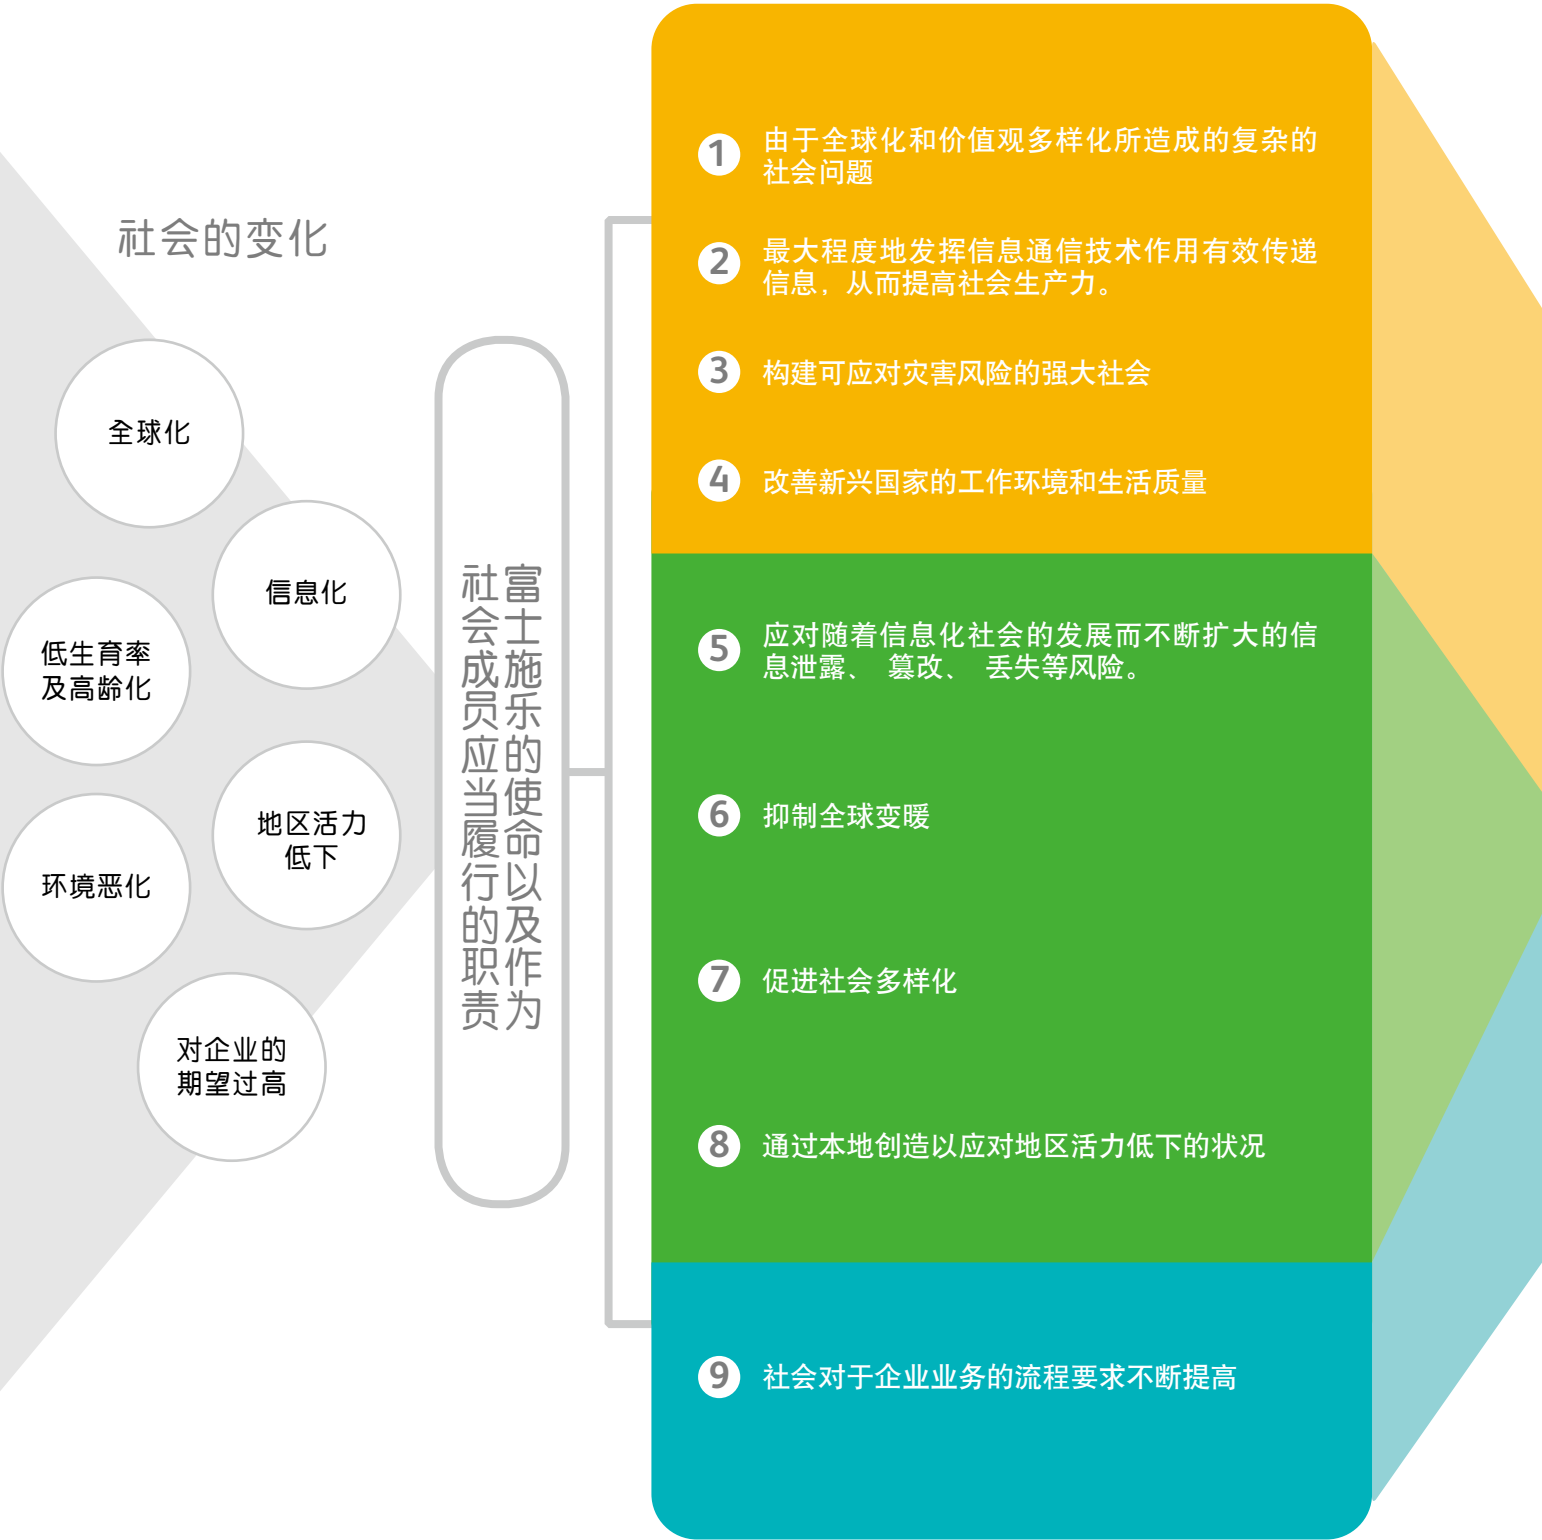 社会的变化
全球化
信息化
低生育率
及高龄化
地区活力
低下
环境恶化
对企业的
期望过高
富士施乐的使命以及作为
社会成员应当履行的职责
1 由于全球化和价值观多样化所造成的复杂的
社会问题
2 最大程度地发挥信息通信技术作用有效传递
信息，从而提高社会生产力。
3 构建可应对灾害风险的强大社会
4 改善新兴国家的工作环境和生活质量
5 应对随着信息化社会的发展而不断扩大的信
息泄露、 篡改、 丢失等风险。
6 抑制全球变暖
7 促进社会多样化
8 通过本地创造以应对地区活力低下的状况
9 社会对于企业业务的流程要求不断提高